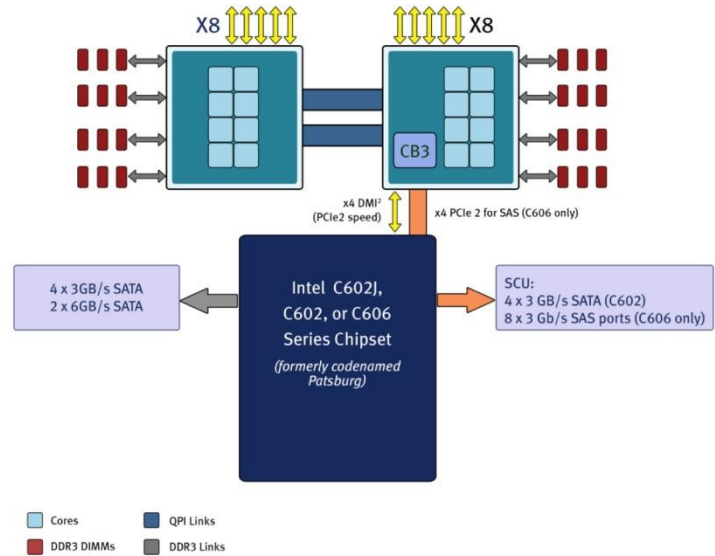 X8
X8
CB3
x4 DMI²
(PCIe2 speed)
x4 PCIe 2 for SAS (C606 only)
4 x 3GB/s SATA
2 x 6GB/s SATA
Intel C602J,
C602, or C606
Series Chipset
(formerly codenamed
Patsburg)
SCU:
4 x 3 GB/s SATA (C602)
8 x 3 Gb/s SAS ports (C606 only)
Cores
QPI Links
DDR3 DIMMs
DDR3 Links